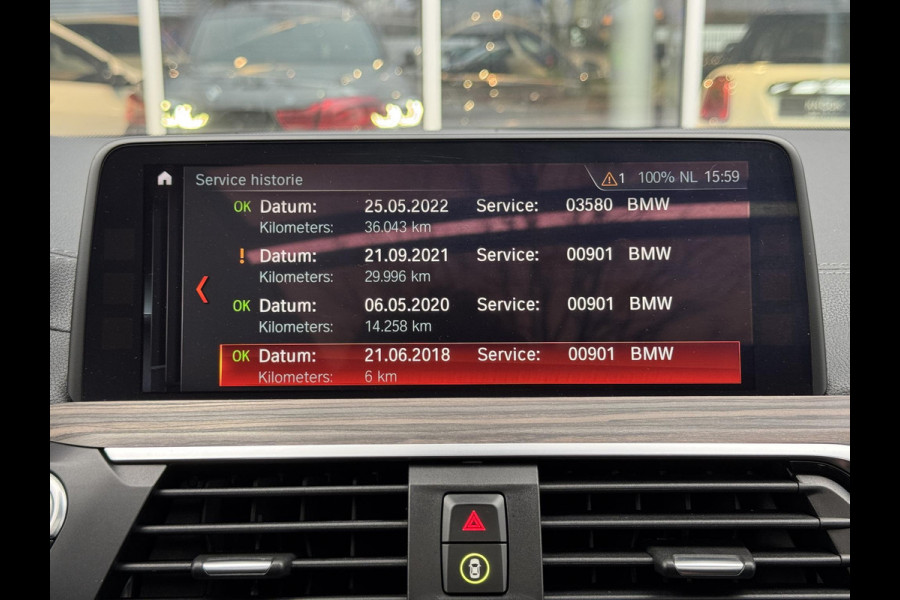 Service historie 1 100% NL 15:59
OK Datum: 25.05.2022 Service: 03580 BMW
Kilometers: 36.043 km
! Datum: 21.09.2021 Service: 00901 BMW
Kilometers: 29.996 km
OK Datum: 06.05.2020 Service: 00901 BMW
Kilometers: 14.258 km
OK Datum: 21.06.2018 Service: 00901 BMW
Kilometers: 6 km